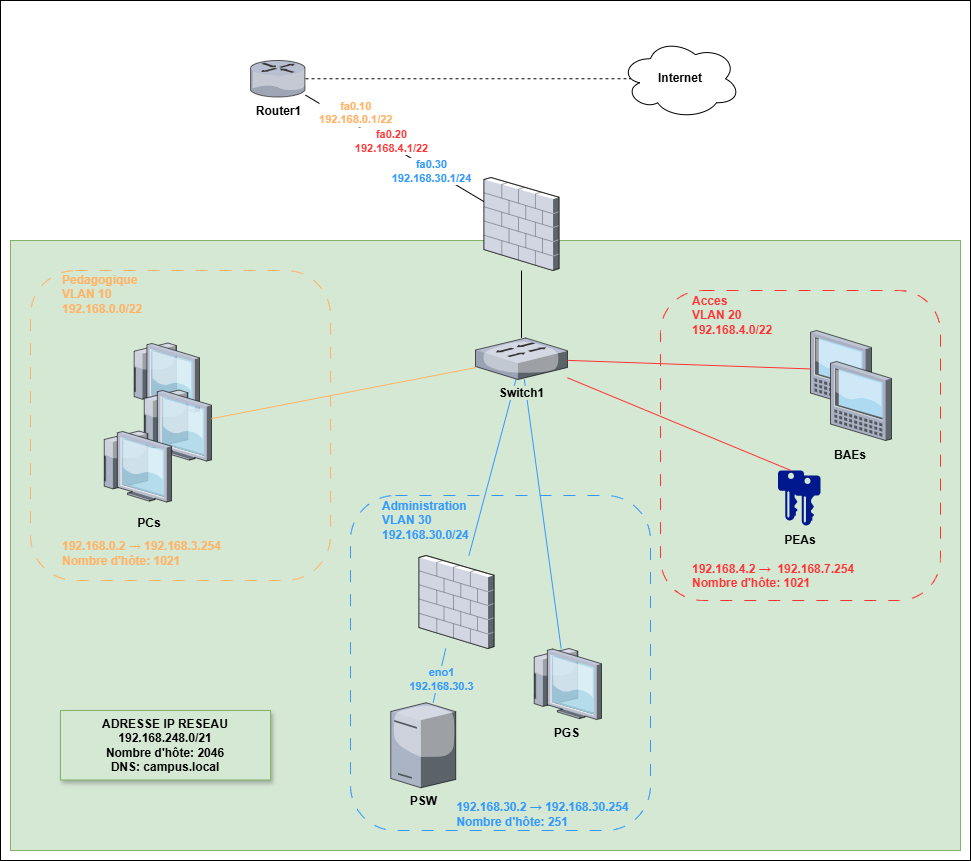 Internet
Router1
fa0.10
192.168.0.1/22
fa0.20
192.168.4.1/22
fa0.30
192.168.30.1/24
Pedagogique
VLAN 10
192.168.0.0/22
PCs
192.168.0.2 → 192.168.3.254
Nombre d'hôte: 1021
Switch1
Acces
VLAN 20
192.168.4.0/22
BAEs
PEAs
192.168.4.2 → 192.168.7.254
Nombre d'hôte: 1021
Administration
VLAN 30
192.168.30.0/24
eno1
192.168.30.3
PSW
PGS
192.168.30.2 → 192.168.30.254
Nombre d'hôte: 251
ADRESSE IP RESEAU
192.168.248.0/21
Nombre d'hôte: 2046
DNS: campus.local